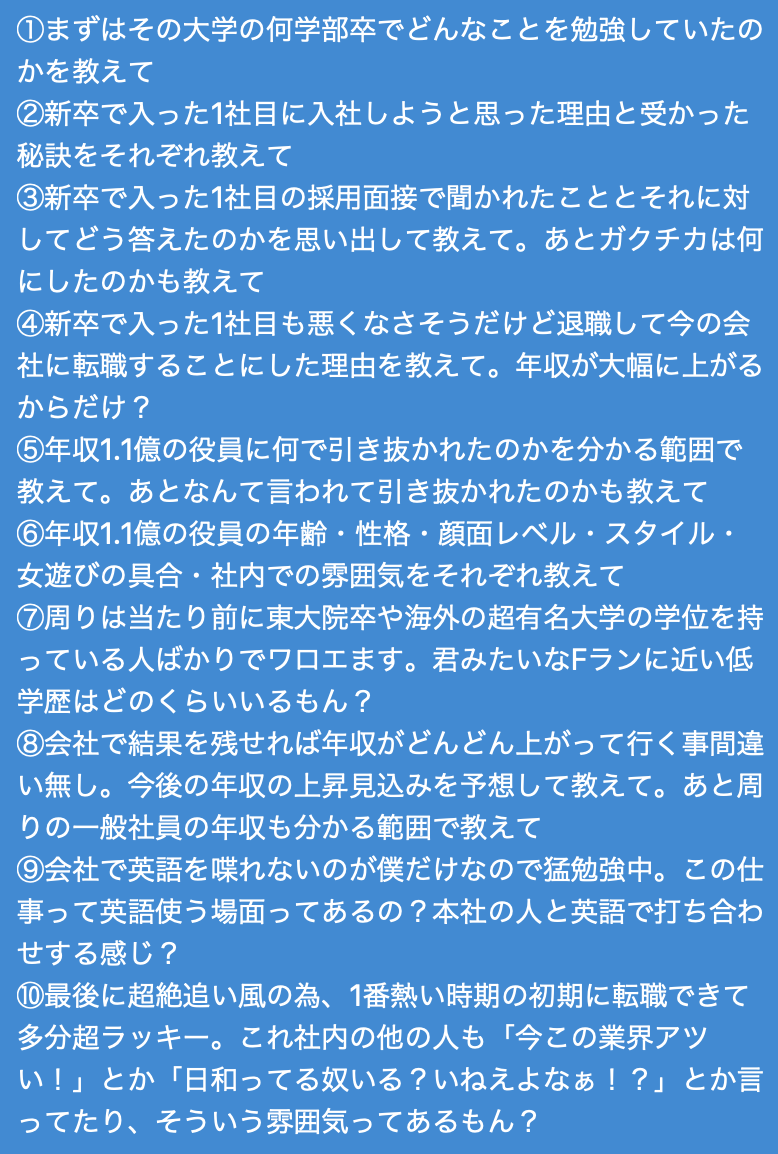 ①まずはその大学の何学部卒でどんなことを勉強していたの
かを教えて
②新卒で入った1社目に入社しようと思った理由と受かった
秘訣をそれぞれ教えて
③新卒で入った1社目の採用面接で聞かれたこととそれに対
してどう答えたのかを思い出して教えて。あとガクチカは何
にしたのかも教えて
④新卒で入った1社目も悪くなさそうだけど退職して今の会
社に転職することにした理由を教えて。年収が大幅に上がる
からだけ？
⑤年収1.1億の役員に何で引き抜かれたのかを分かる範囲で
教えて。あとなんて言われて引き抜かれたのかも教えて
⑥年収1.1億の役員の年齢・性格・顔面レベル・スタイル・
女遊びの具合・社内での雰囲気をそれぞれ教えて
⑦周りは当たり前に東大院卒や海外の超有名大学の学位を持
っている人ばかりでワロエます。君みたいなFランに近い低
学歴はどのくらいいるもん？
⑧会社で結果を残せれば年収がどんどん上がって行く事間違
い無し。今後の年収の上昇見込みを予想して教えて。あと周
りの一般社員の年収も分かる範囲で教えて
⑨会社で英語を喋れないのが僕だけなので猛勉強中。この仕
事って英語使う場面ってあるの？本社の人と英語で打ち合わ
せする感じ？
⑩最後に超絶追い風の為、1番熱い時期の初期に転職できて
多分超ラッキー。これ社内の他の人も「今この業界アツ
い！」とか「日和ってる奴いる？いねえよなぁ！？」とか言
ってたり、そういう雰囲気ってあるもん？